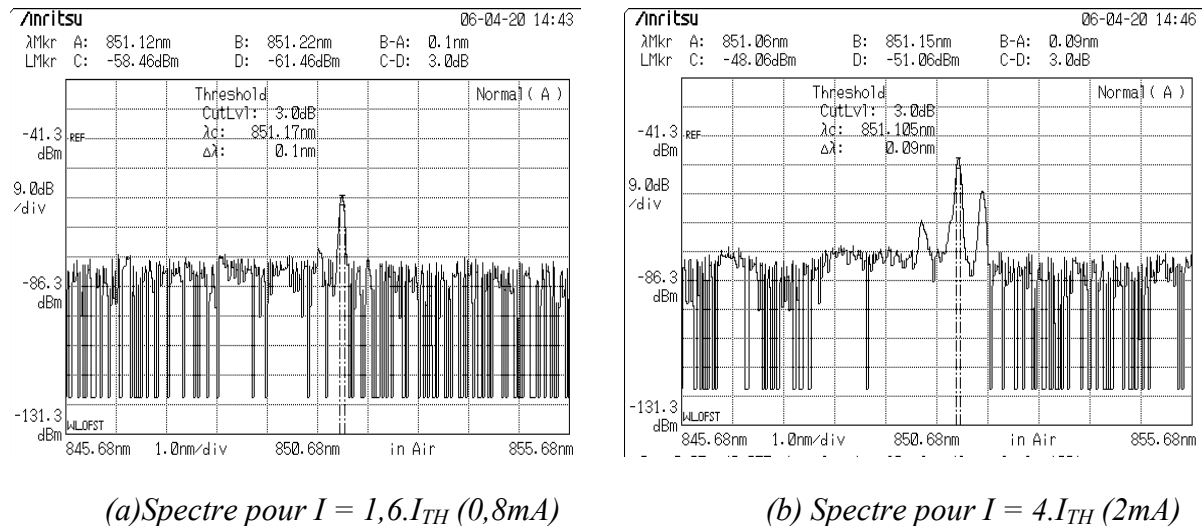 /inritsu 06-04-20 14:43
λMkr A: 851.12nm B: 851.22nm B-A: 0.1nm
LMkr C: -58.46dBm D: -61.46dBm C-D: 3.0dB
Threshold Normal(A)
CutLvl: 3.0dB
λc: 851.17nm
Δλ: 0.1nm
-41.3 REF
dBm
9.0dB
/div
-86.3
dBm
-131.3
dBm
WLOFST
845.68nm 1.0nm/div 850.68nm in Air 855.68nm
(a)Spectre pour I = 1,6.I_TH (0,8mA)
/inritsu 06-04-20 14:46
λMkr A: 851.06nm B: 851.15nm B-A: 0.09nm
LMkr C: -48.06dBm D: -51.06dBm C-D: 3.0dB
Threshold Normal(A)
CutLvl: 3.0dB
λc: 851.105nm
Δλ: 0.09nm
-41.3 REF
dBm
9.0dB
/div
-86.3
dBm
-131.3
dBm
WLOFST
845.68nm 1.0nm/div 850.68nm in Air 855.68nm
(b) Spectre pour I = 4.I_TH (2mA)